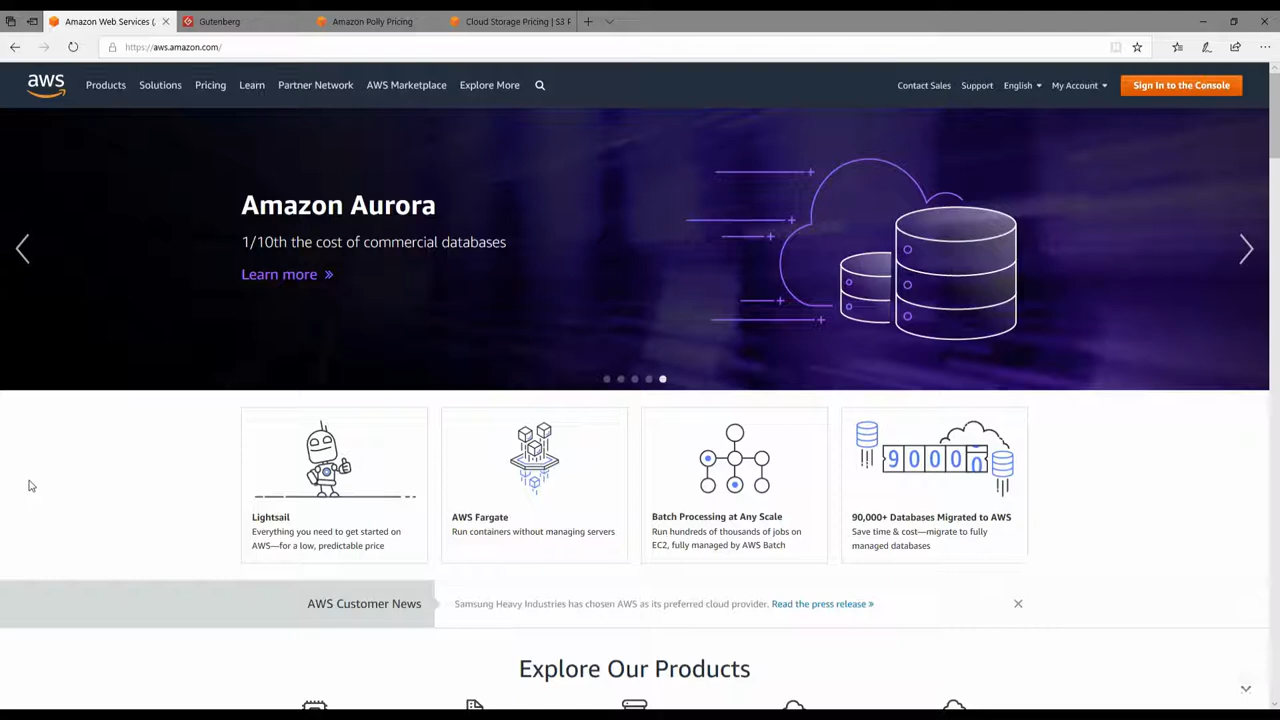 Amazon Web Services (
Gutenberg
Amazon Polly Pricing
Cloud Storage Pricing | S3 P
https://aws.amazon.com/
aws
Products
Solutions
Pricing
Learn
Partner Network
AWS Marketplace
Explore More
Contact Sales
Support
English
My Account
Sign In to the Console
Amazon Aurora
1/10th the cost of commercial databases
Learn more »
9 0 0 0 0
Lightsail
Everything you need to get started on
AWS—for a low, predictable price
AWS Fargate
Run containers without managing servers
Batch Processing at Any Scale
Run hundreds of thousands of jobs on
EC2, fully managed by AWS Batch
90,000+ Databases Migrated to AWS
Save time & cost—migrate to fully
managed databases
AWS Customer News
Samsung Heavy Industries has chosen AWS as its preferred cloud provider. Read the press release »
Explore Our Products